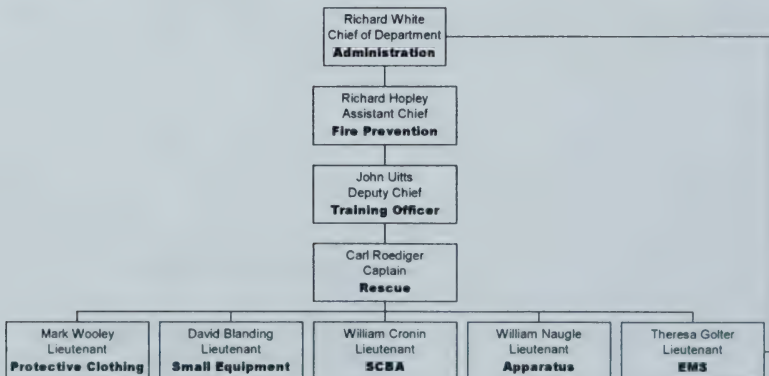 Richard White
Chief of Department
Administration
Richard Hopley
Assistant Chief
Fire Prevention
John Uitts
Deputy Chief
Training Officer
Carl Roediger
Captain
Rescue
Mark Wooley
Lieutenant
Protective Clothing
David Blanding
Lieutenant
Small Equipment
William Cronin
Lieutenant
SCBA
William Naugle
Lieutenant
Apparatus
Theresa Golter
Lieutenant
EMS